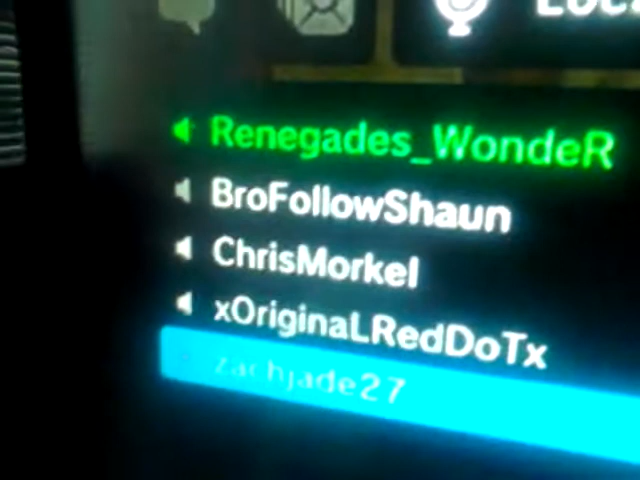 Renegades_WondeR
BroFollowShaun
ChrisMorkel
xOriginaLRedDoTx
zachjade27